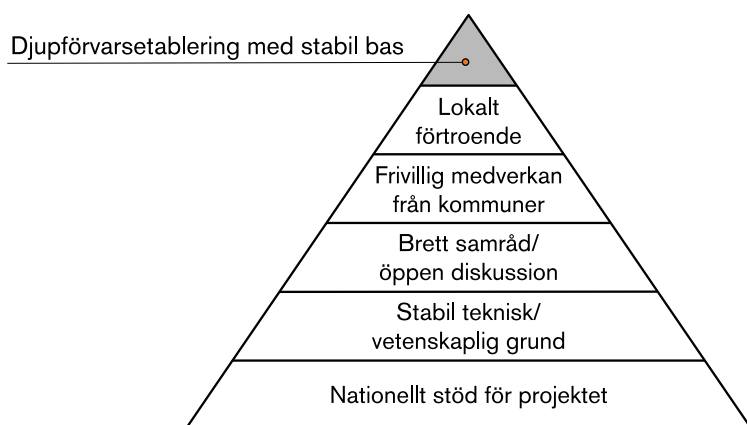 Djupförvarsetablering med stabil bas
Lokalt
förtroende
Frivillig medverkan
från kommuner
Brett samråd/
öppen diskussion
Stabil teknisk/
vetenskaplig grund
Nationellt stöd för projektet